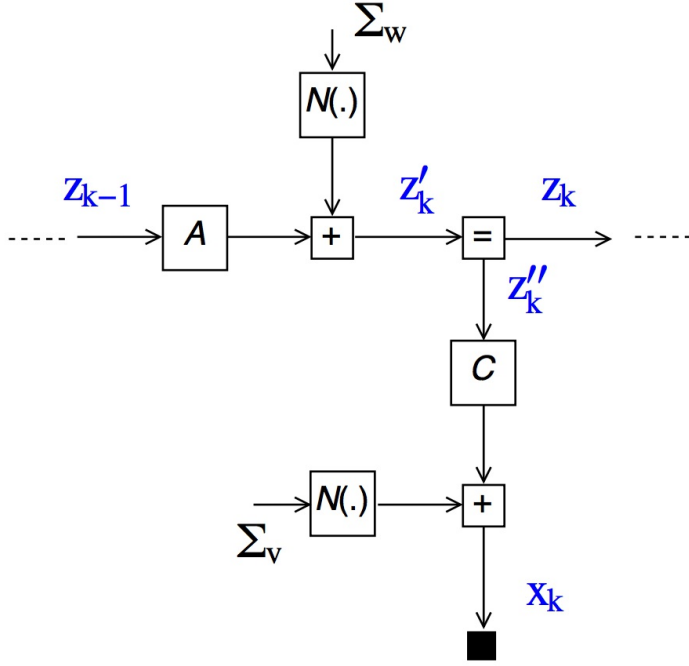 Σw
N(.)
zk−1
A
+
z′k
=
zk
z′′k
C
N(.)
+
Σv
xk